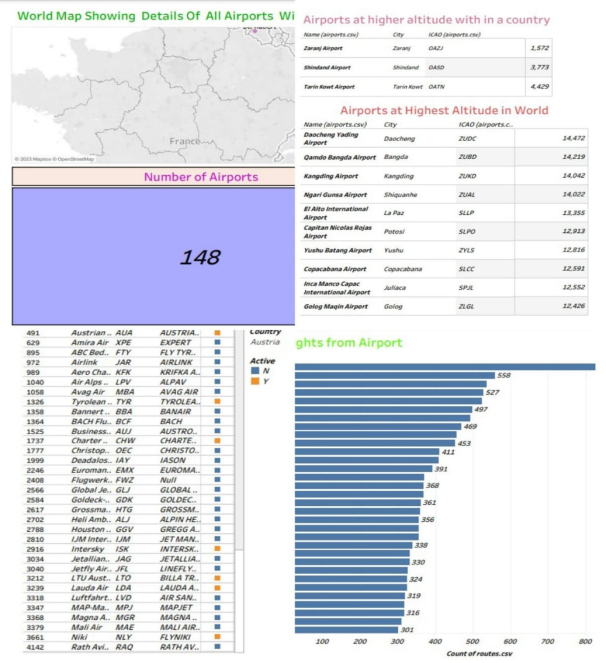 World Map Showing Details Of All Airports Wi
France
© 2023 Mapbox © OpenStreetMap
Number of Airports
148
Airports at higher altitude with in a country
Name (airports.csv) City ICAO (airports.csv)
Zaranj Airport Zaranj OAZJ 1,572
Shindand Airport Shindand OASD 3,773
Tarin Kowt Airport Tarin Kowt OATN 4,429
Airports at Highest Altitude in World
Name (airports.csv) City ICAO (airports.c..
Daocheng Yading Airport Daocheng ZUDC 14,472
Qamdo Bangda Airport Bangda ZUBD 14,219
Kangding Airport Kangding ZUKD 14,042
Ngari Gunsa Airport Shiquanhe ZUAL 14,022
El Alto International Airport La Paz SLLP 13,355
Capitan Nicolas Rojas Airport Potosi SLPO 12,913
Yushu Batang Airport Yushu ZYLS 12,816
Copacabana Airport Copacabana SLCC 12,591
Inca Manco Capac International Airport Juliaca SPJL 12,552
Golog Maqin Airport Golog ZLGL 12,426
491 Austrian .. AUA AUSTRIA..
629 Amira Air XPE EXPERT
895 ABC Bed.. FTY FLY TYR..
972 Airlink JAR AIRLINK
989 Aero Cha.. KFK KRIFKA A..
1040 Air Alps .. LPV ALPAV
1058 Avag Air MBA AVAG AIR
1326 Tyrolean .. TYR TYROLEA..
1358 Bannert .. BBA BANAIR
1364 BACH Flu.. BCF BACH
1525 Business.. AUJ AUSTRO..
1737 Charter .. CHW CHARTE..
1777 Christop.. OEC CHRISTO..
1999 Deadalos.. IAY IASON
2246 Euroman.. EMX EUROMA..
2408 Flugwerk.. FWZ Null
2566 Global Je.. GLJ GLOBAL ..
2584 Goldeck-.. GDK GOLDEC..
2617 Grossma.. HTG GROSSM..
2702 Heli Amb.. ALJ ALPIN HE..
2788 Houston .. GGV GREGG A..
2810 IJM Inter.. IJM JET MAN..
2916 Intersky ISK INTERSK..
3034 Jetallian.. JAG JETALLIA..
3040 Jetfly Air.. JFL LINEFLY..
3212 LTU Aust.. LTO BILLA TR..
3239 Lauda Air LDA LAUDA A..
3318 Luftfahrt.. LVD AIR SAN..
3347 MAP-Ma.. MPJ MAPJET
3368 Magna A.. MGR MAGNA ..
3379 Mali Air MAE MALI AIR..
3661 Niki NLY FLYNIKI
4142 Rath Avi.. RAQ RATH AV..
Country
Austria
Active
N
Y
ghts from Airport
558
527
497
469
453
411
391
368
361
356
338
330
324
319
316
301
100 200 300 400 500 600 700 800
Count of routes.csv